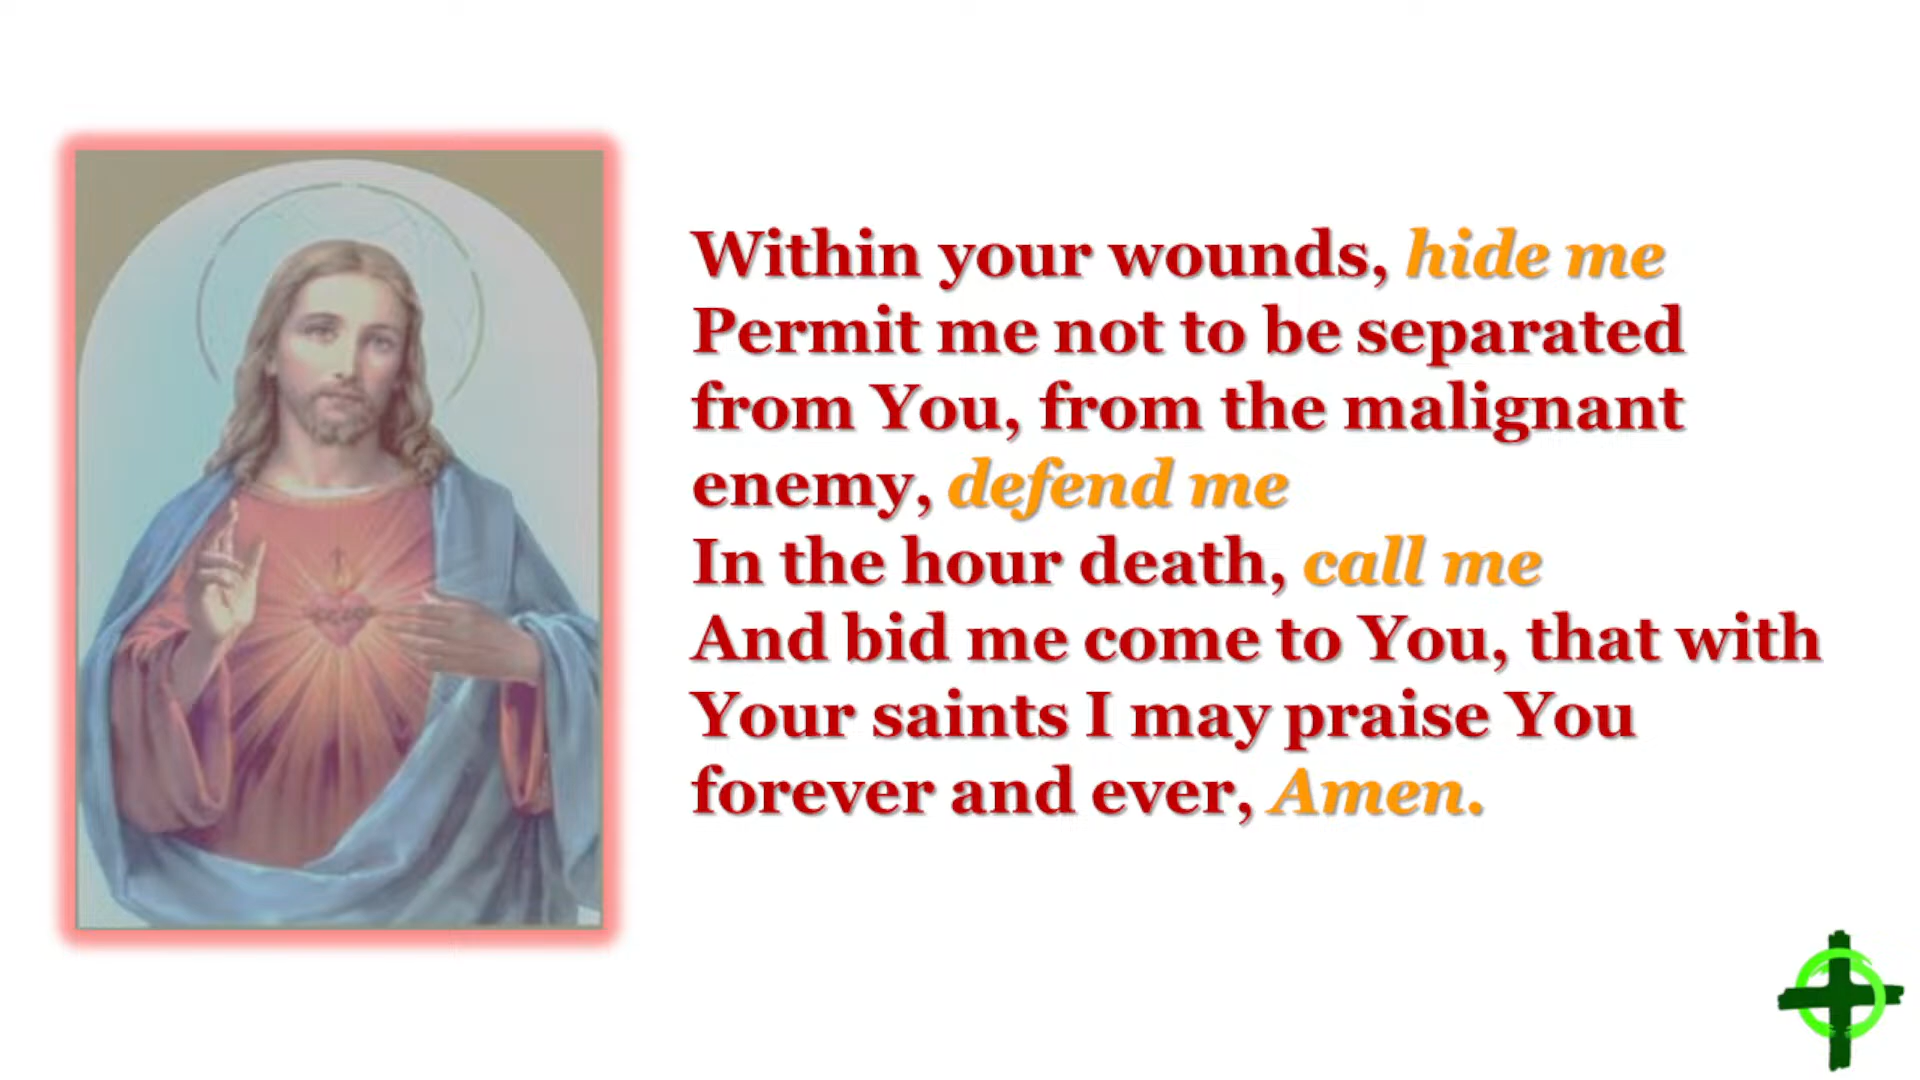 Within your wounds, hide me
Permit me not to be separated
from You, from the malignant
enemy, defend me
In the hour death, call me
And bid me come to You, that with
Your saints I may praise You
forever and ever, Amen.